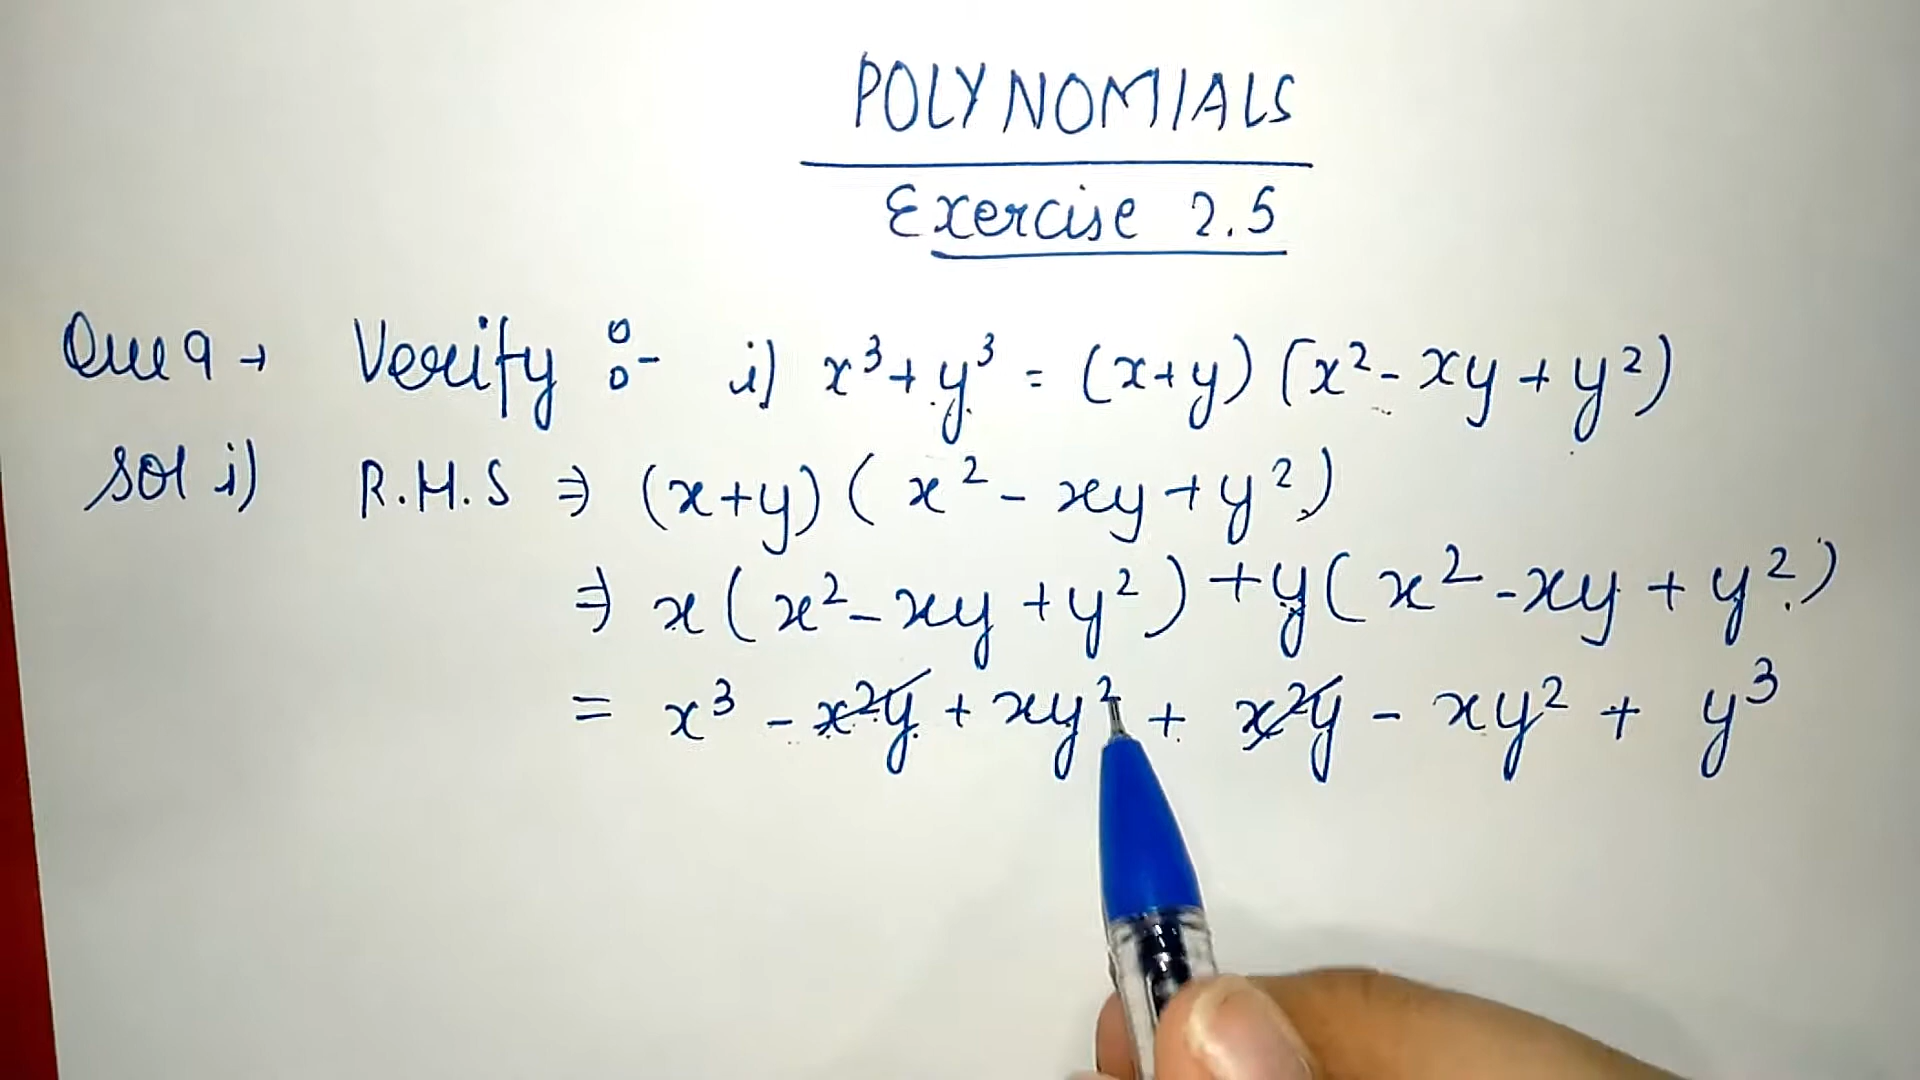 POLYNOMIALS
Exercise 2.5
Que 9 → Verify :- i) x³ + y³ = (x+y) (x² - xy + y²)
sol i) R.H.S ⇒ (x+y) (x² - xy + y²)
⇒ x (x² - xy + y²) + y (x² - xy + y²)
= x³ - x²y + xy² + x²y - xy² + y³